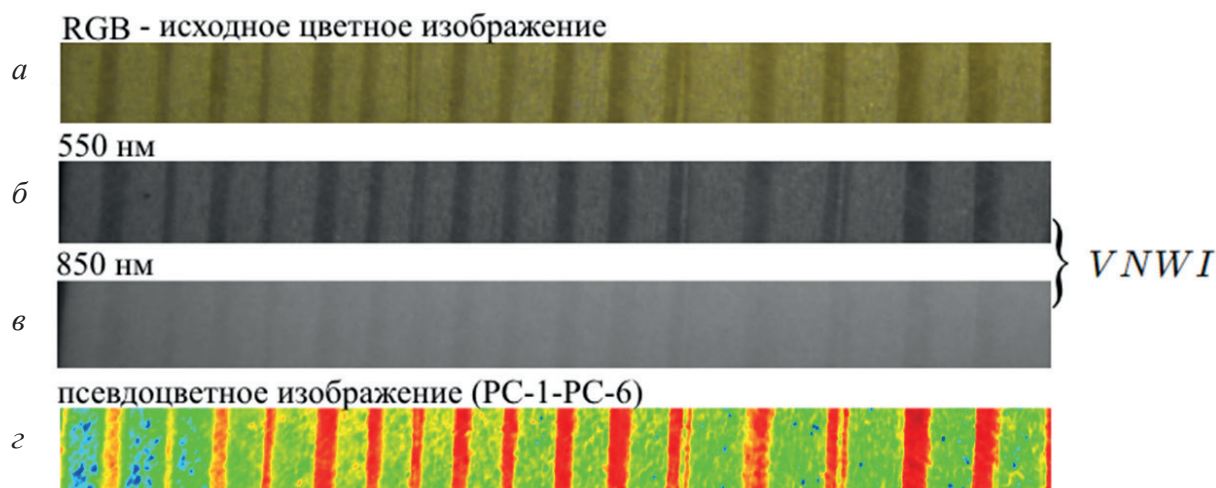 RGB - исходное цветное изображение
а
550 нм
б
VNWI
850 нм
в
псевдоцветное изображение (PC-1-PC-6)
г